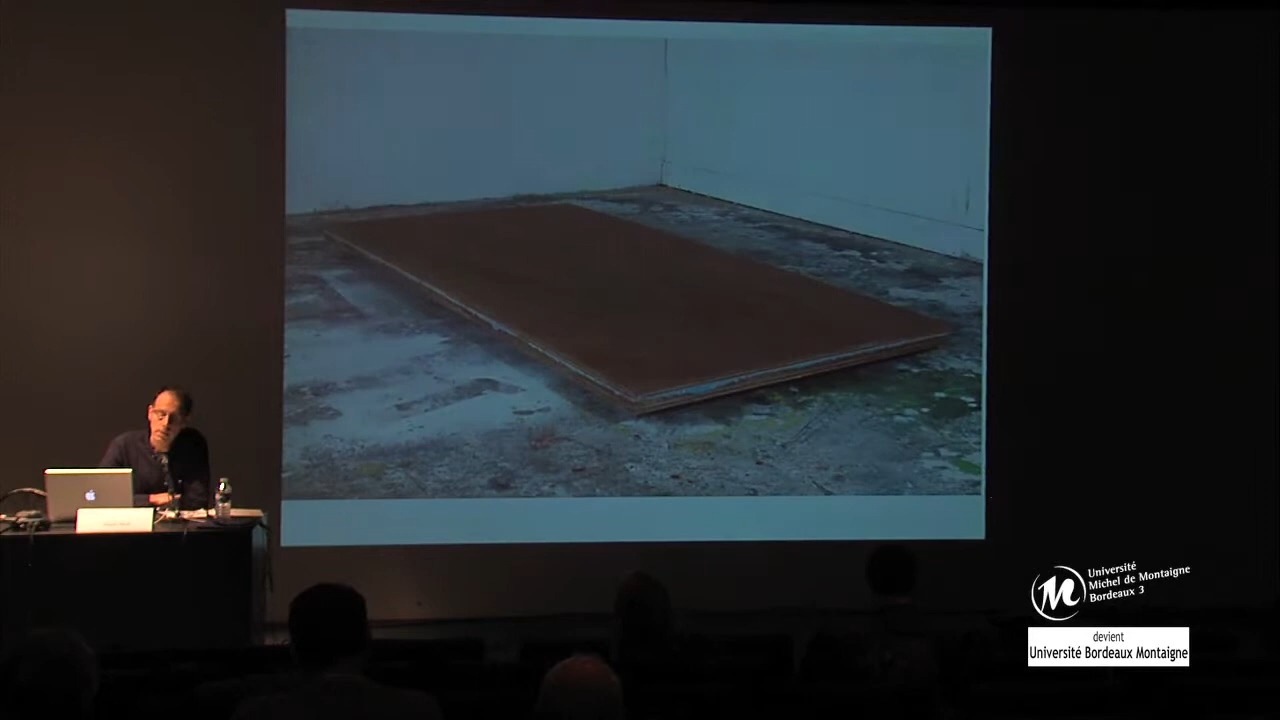 Université
Michel de Montaigne
Bordeaux 3
devient
Université Bordeaux Montaigne